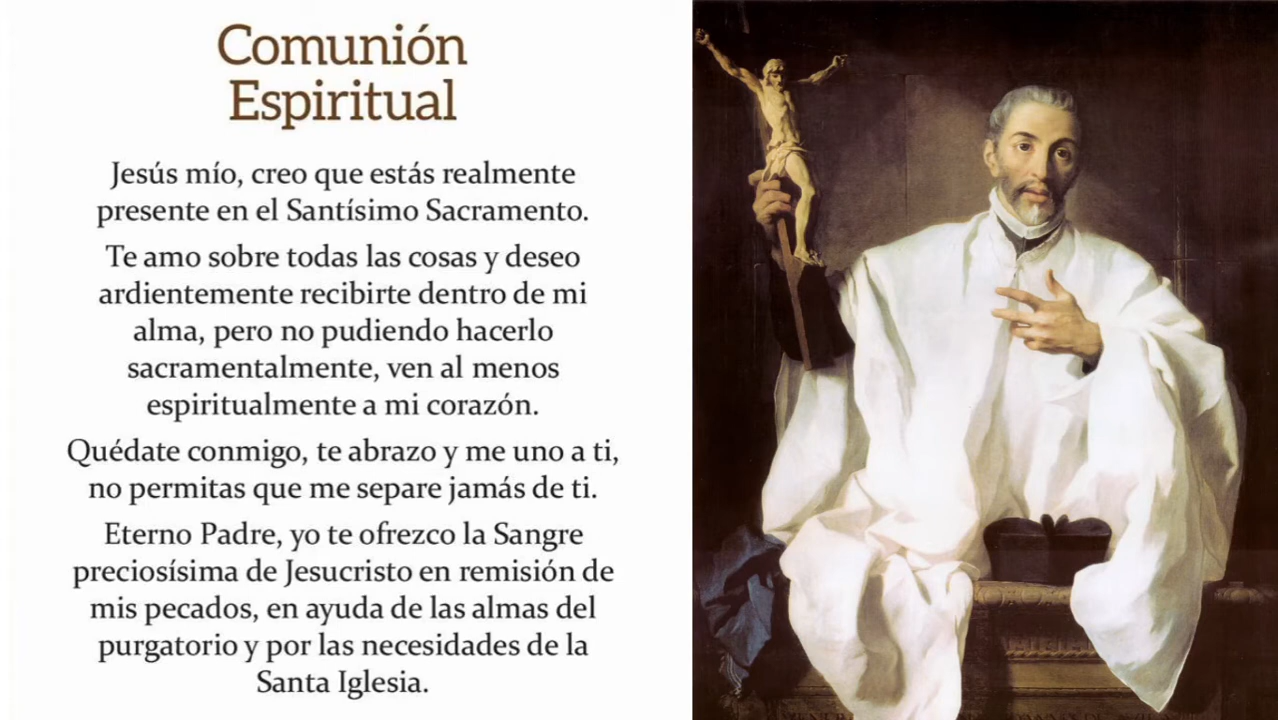 Comunión
Espiritual
Jesús mío, creo que estás realmente
presente en el Santísimo Sacramento.
Te amo sobre todas las cosas y deseo
ardientemente recibirte dentro de mi
alma, pero no pudiendo hacerlo
sacramentalmente, ven al menos
espiritualmente a mi corazón.
Quédate conmigo, te abrazo y me uno a ti,
no permitas que me separe jamás de ti.
Eterno Padre, yo te ofrezco la Sangre
preciosísima de Jesucristo en remisión de
mis pecados, en ayuda de las almas del
purgatorio y por las necesidades de la
Santa Iglesia.